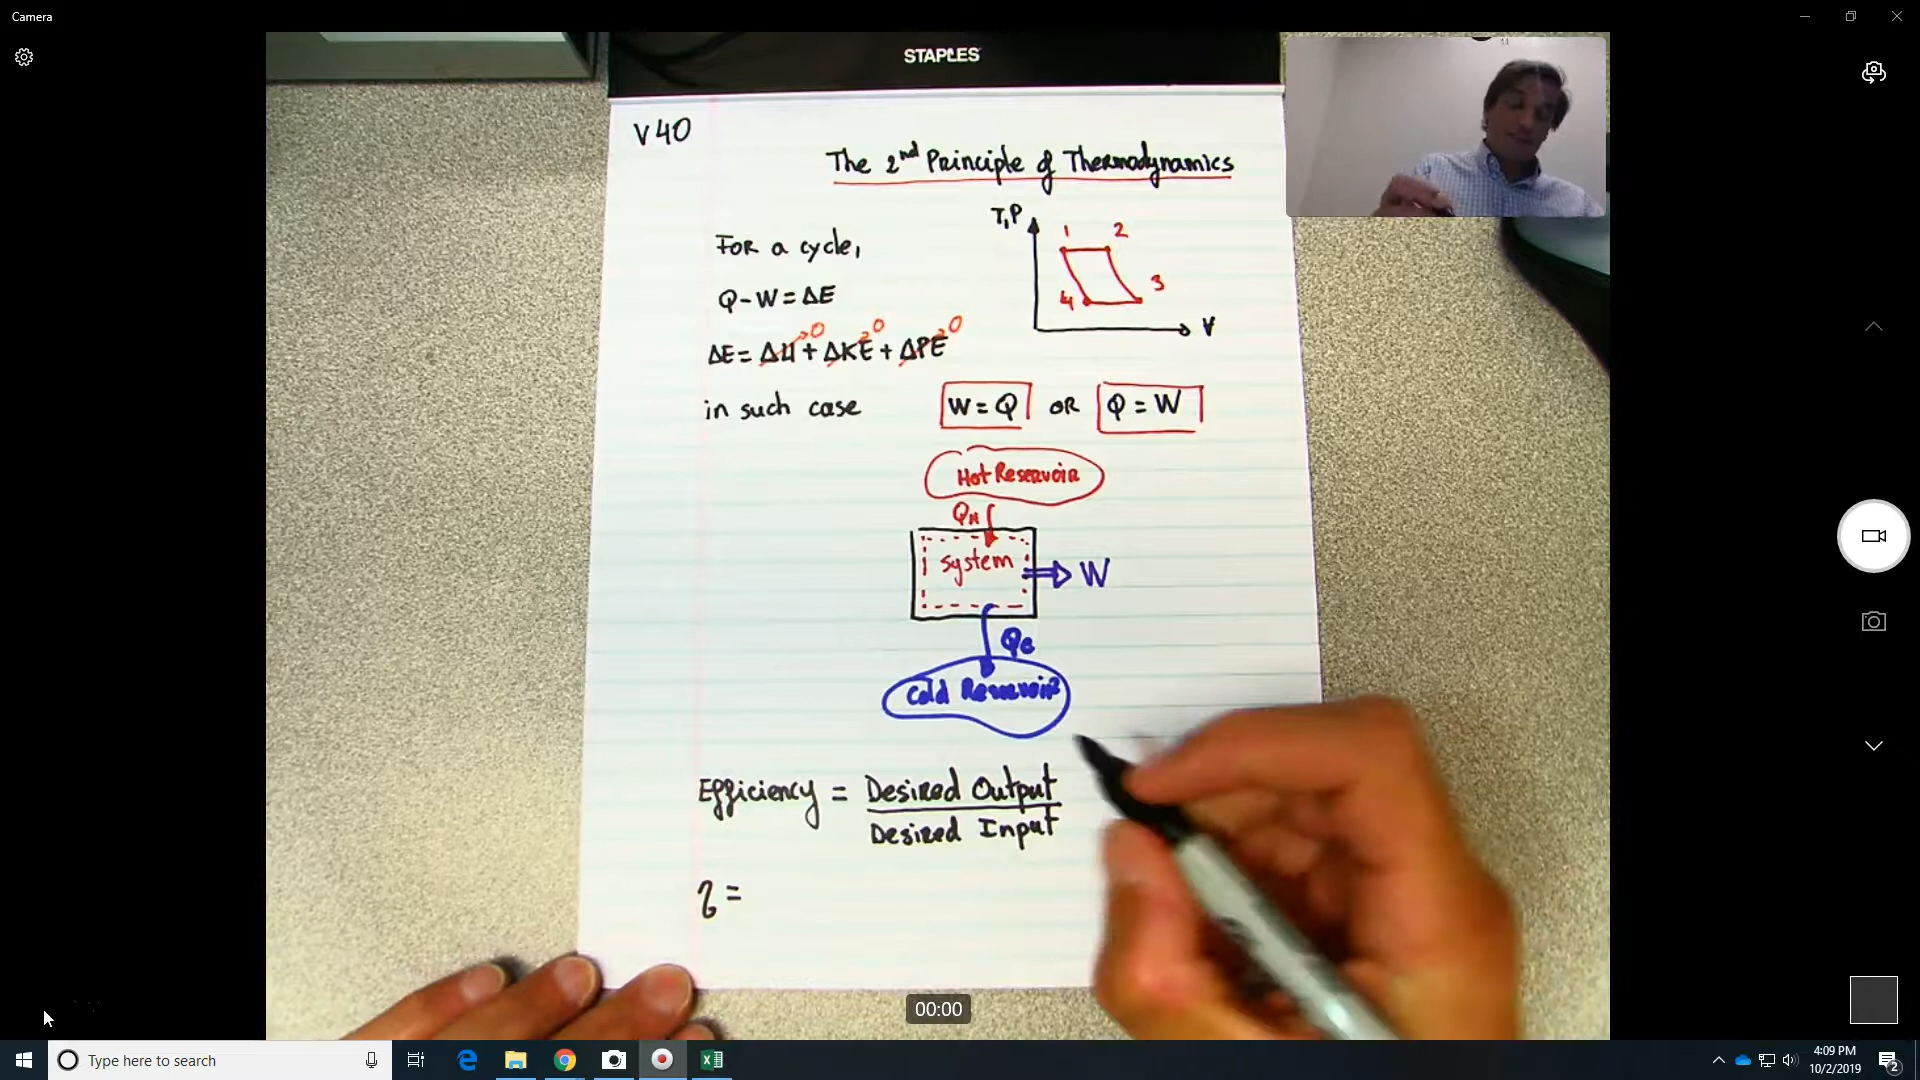 Camera
STAPLES
V40
The 2nd Principle of Thermodynamics
T,P
1 2
For a cycle,
3
4
Q-W=ΔE
V
0 0 0
ΔE= ΔU+ΔKE+ΔPE
in such case W=Q OR Q=W
Hot Reservoir
QH
system
W
Qc
Cold Reservoir
Efficiency = Desired Output
Desired Input
η =
00:00
Type here to search
4:09 PM
10/2/2019
2